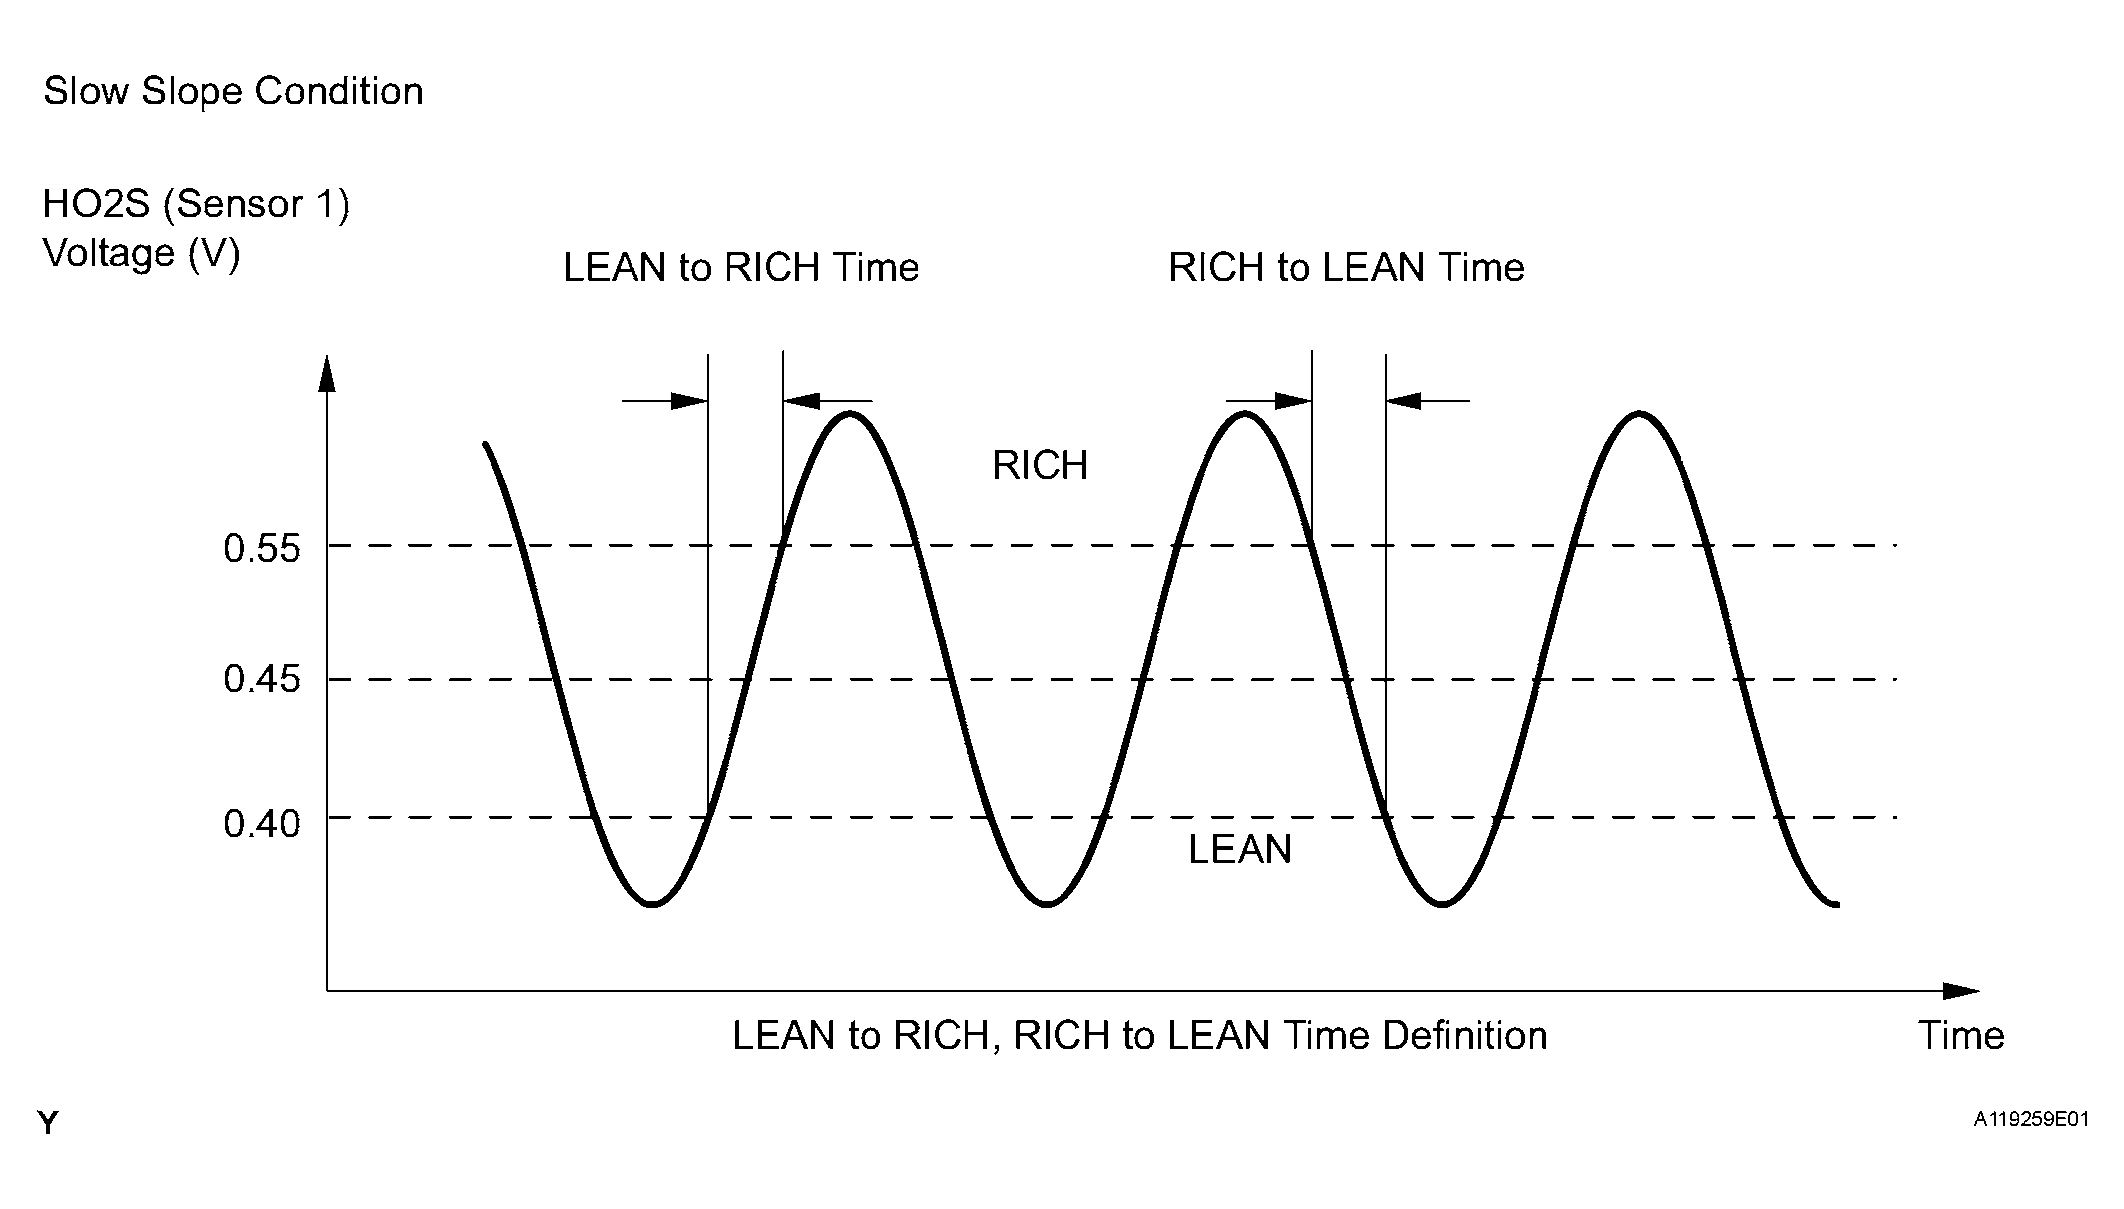 Slow Slope Condition
HO2S (Sensor 1)
Voltage (V)
LEAN to RICH Time
RICH to LEAN Time
RICH
0.55
0.45
0.40
LEAN
LEAN to RICH, RICH to LEAN Time Definition
Time
Y
A119259E01